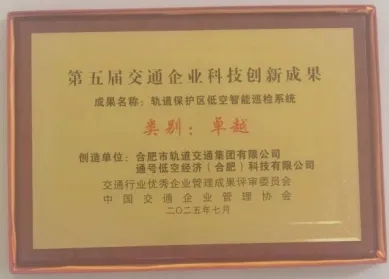 第五届交通企业科技创新成果
成果名称：轨道保护区低空智能巡检系统
类别：卓越
创造单位：合肥市轨道交通集团有限公司
通号低空经济（合肥）科技有限公司
交通行业优秀企业管理成果评审委员会
中国交通企业管理协会
二〇二五年七月